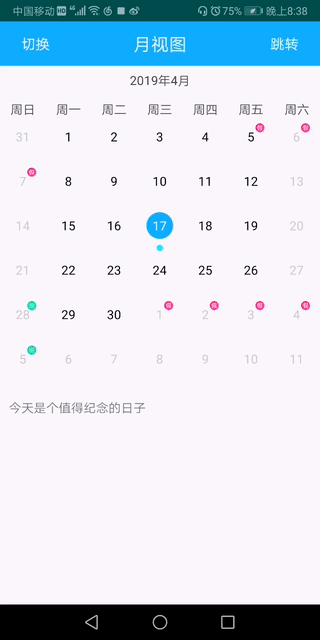 中国移动 HD 75% 晚上8:38
切换 月视图 跳转
2019年4月
周日 周一 周二 周三 周四 周五 周六
31 1 2 3 4 5 假 6 假
7 假 8 9 10 11 12 13
14 15 16 17 18 19 20
21 22 23 24 25 26 27
28 29 30 1 假 2 假 3 假 4 假
5 6 7 8 9 10 11
今天是个值得纪念的日子